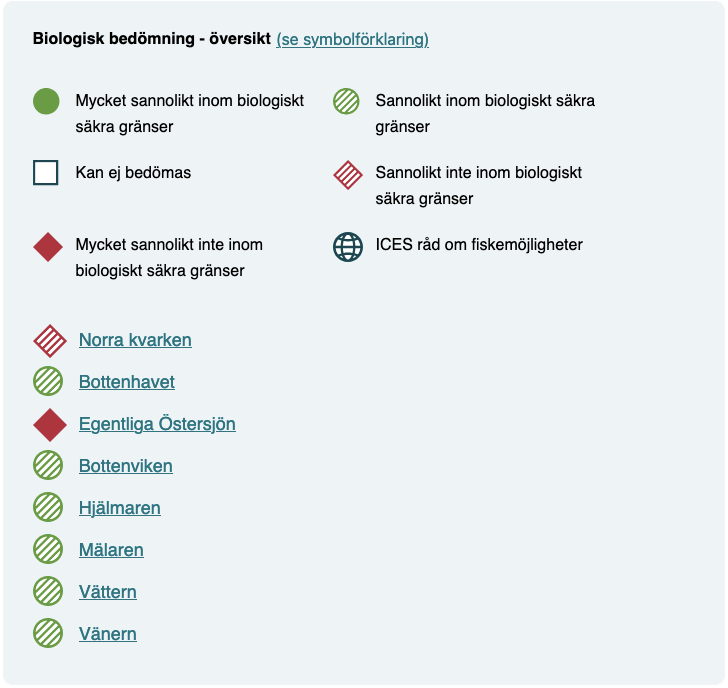 Biologisk bedömning - översikt (se symbolförklaring)
Mycket sannolikt inom biologiskt
säkra gränser
Sannolikt inom biologiskt säkra
gränser
Kan ej bedömas
Sannolikt inte inom biologiskt
säkra gränser
Mycket sannolikt inte inom
biologiskt säkra gränser
ICES råd om fiskemöjligheter
Norra kvarken
Bottenhavet
Egentliga Östersjön
Bottenviken
Hjälmaren
Mälaren
Vättern
Vänern